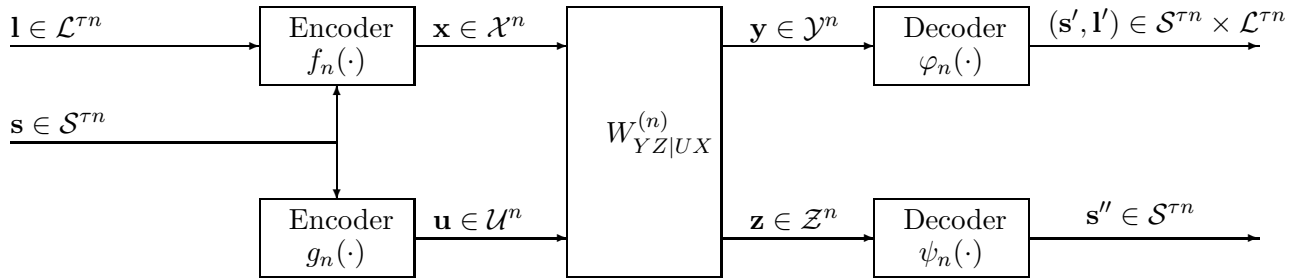 l ∈ 𝓛^{τn}
Encoder
f_n(·)
x ∈ 𝒳^n
y ∈ 𝒴^n
Decoder
φ_n(·)
(s′, l′) ∈ 𝒮^{τn} × 𝓛^{τn}
s ∈ 𝒮^{τn}
W^{(n)}_{YZ|UX}
Encoder
g_n(·)
u ∈ 𝒰^n
z ∈ 𝒵^n
Decoder
ψ_n(·)
s″ ∈ 𝒮^{τn}